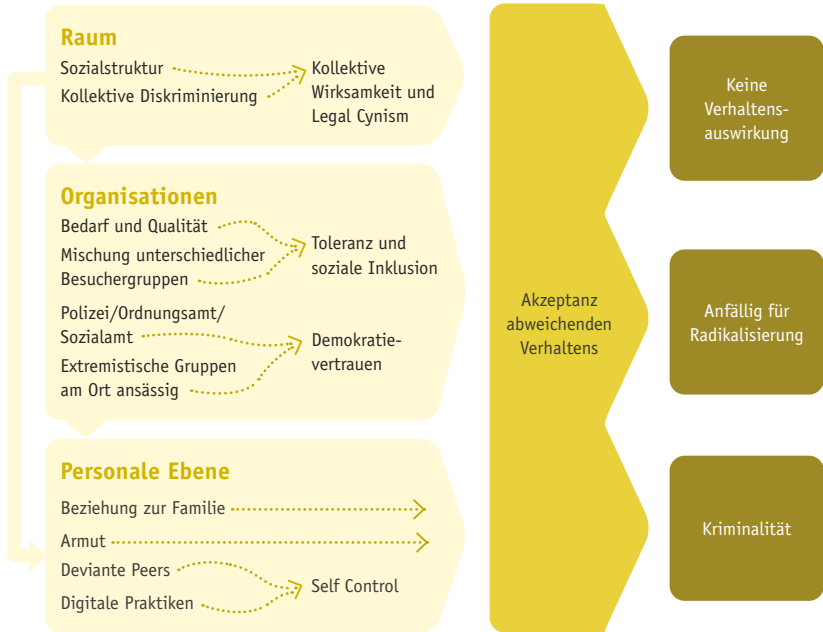 Raum
Sozialstruktur
Kollektive Diskriminierung
Kollektive
Wirksamkeit und
Legal Cynism
Organisationen
Bedarf und Qualität
Mischung unterschiedlicher
Besuchergruppen
Toleranz und
soziale Inklusion
Polizei/Ordnungsamt/
Sozialamt
Extremistische Gruppen
am Ort ansässig
Demokratie-
vertrauen
Personale Ebene
Beziehung zur Familie
Armut
Deviante Peers
Digitale Praktiken
Self Control
Akzeptanz
abweichenden
Verhaltens
Keine
Verhaltens-
auswirkung
Anfällig für
Radikalisierung
Kriminalität